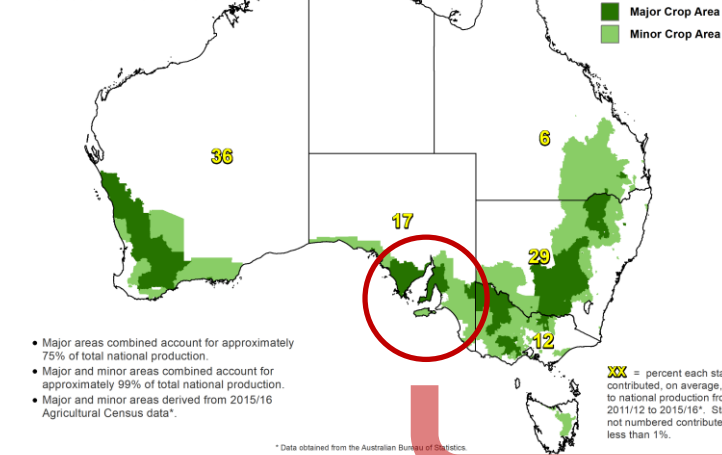 Major Crop Area
Minor Crop Area
6
36
17
29
12
● Major areas combined account for approximately
75% of total national production.
● Major and minor areas combined account for
approximately 99% of total national production.
● Major and minor areas derived from 2015/16
Agricultural Census data*.
XX = percent each sta
contributed, on average,
to national production fro
2011/12 to 2015/16*. St
not numbered contribute
less than 1%.
* Data obtained from the Australian Bureau of Statistics.